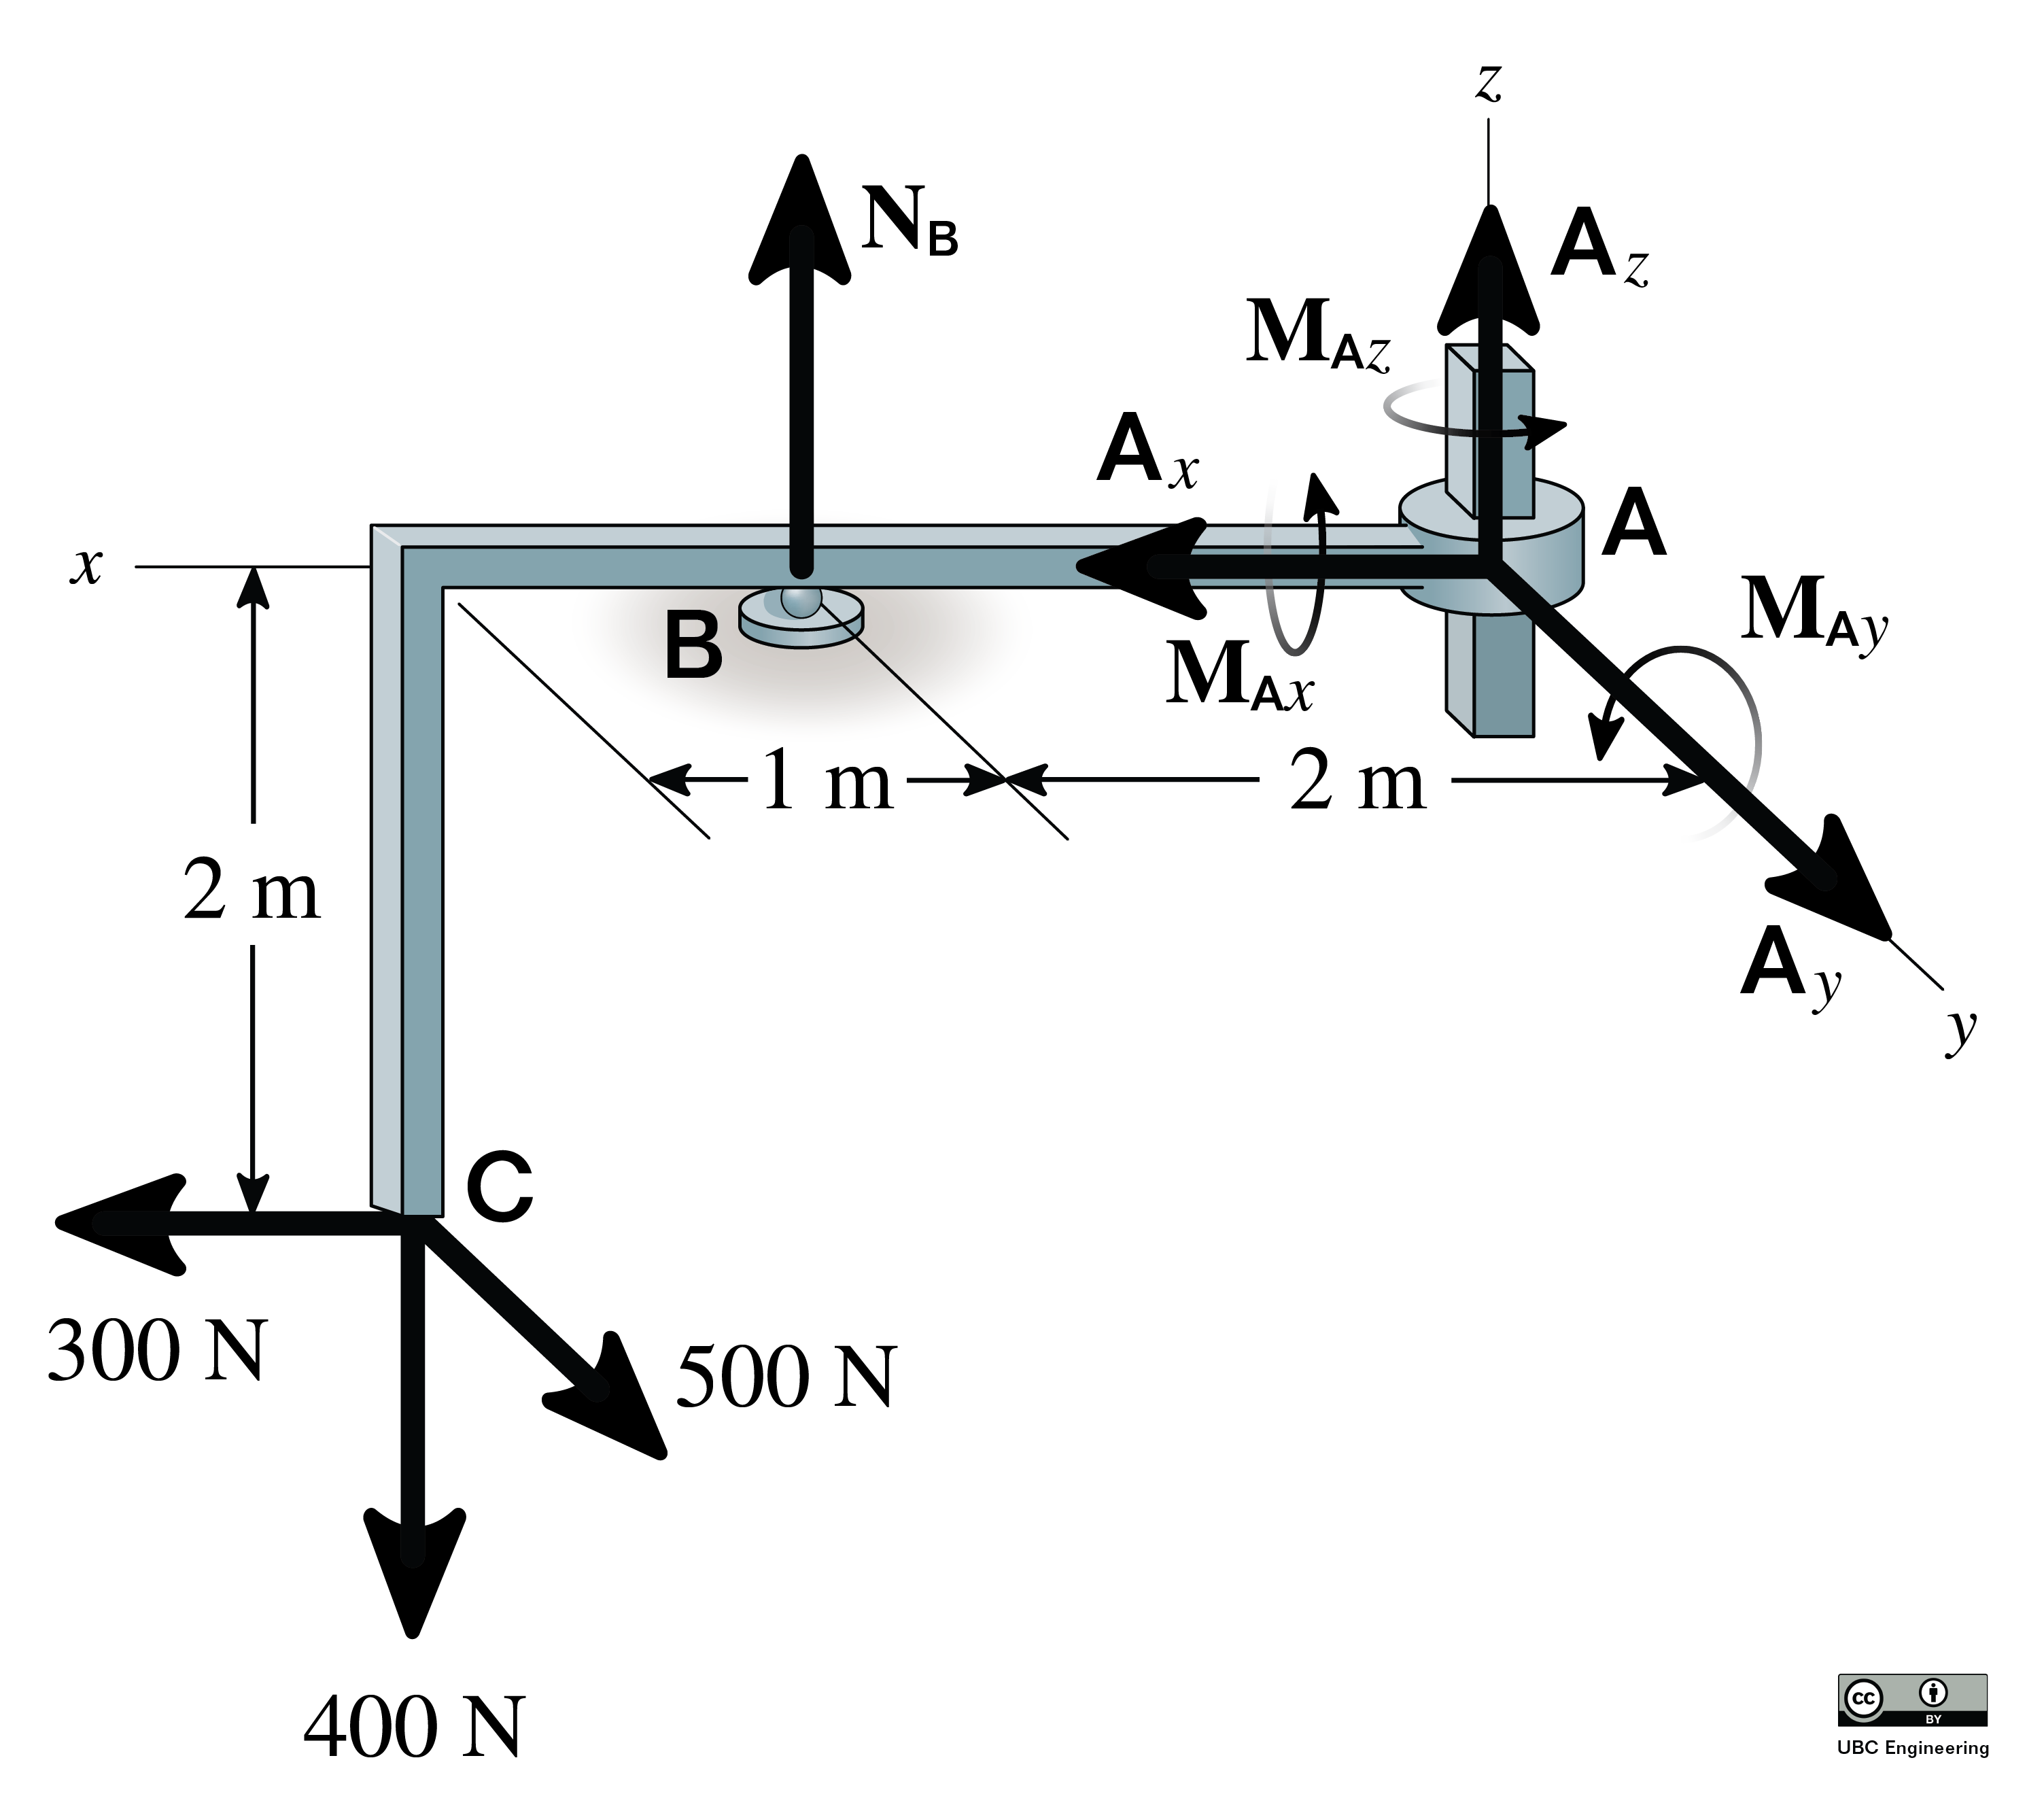 z
N_B
A_z
M_Az
A_x
A
x
M_Ay
B
M_Ax
1 m
2 m
2 m
A_y
y
C
300 N
500 N
400 N
cc
BY
UBC Engineering